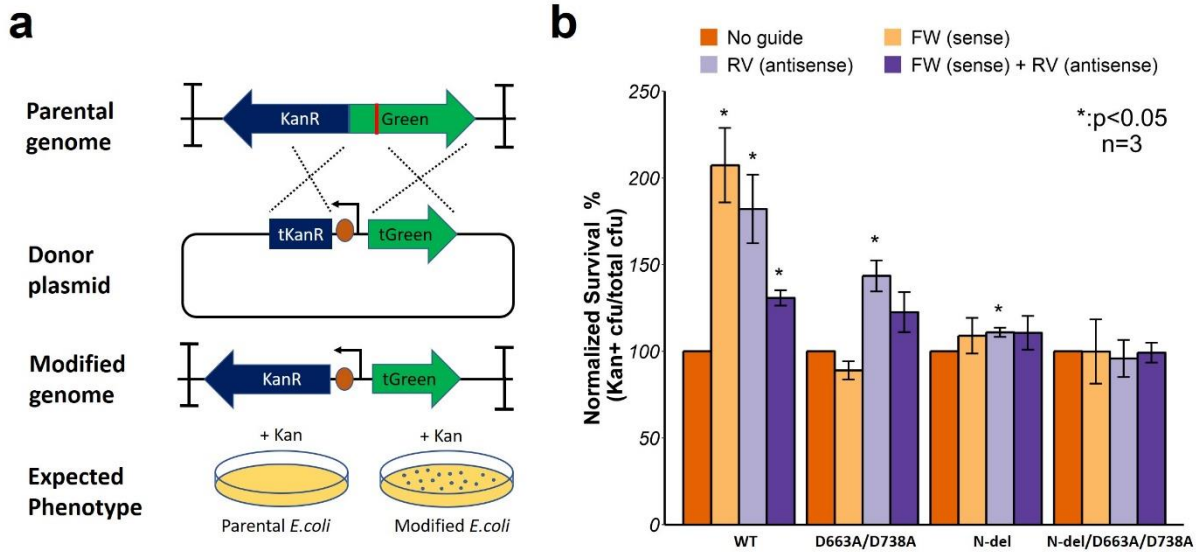 a
Parental
genome
KanR
Green
Donor
plasmid
tKanR
tGreen
Modified
genome
KanR
tGreen
+ Kan
+ Kan
Expected
Phenotype
Parental E.coli
Modified E.coli
b
No guide
FW (sense)
RV (antisense)
FW (sense) + RV (antisense)
*:p<0.05
n=3
Normalized Survival %
(Kan+ cfu/total cfu)
250
200
150
100
50
0
*
*
*
*
*
WT
D663A/D738A
N-del
N-del/D663A/D738A